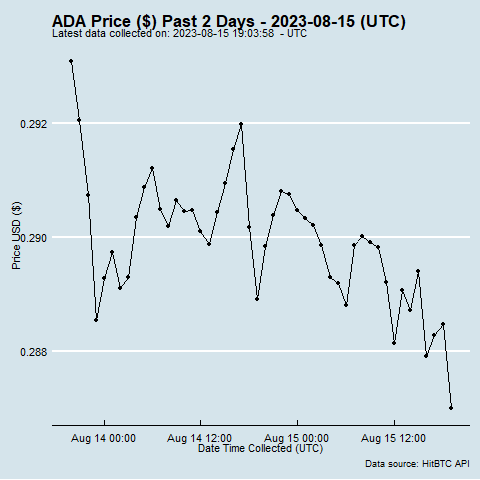 ADA Price ($) Past 2 Days - 2023-08-15 (UTC)
Latest data collected on: 2023-08-15 19:03:58 - UTC
0.292
0.290
0.288
Price USD ($)
Aug 14 00:00 Aug 14 12:00 Aug 15 00:00 Aug 15 12:00
Date Time Collected (UTC)
Data source: HitBTC API